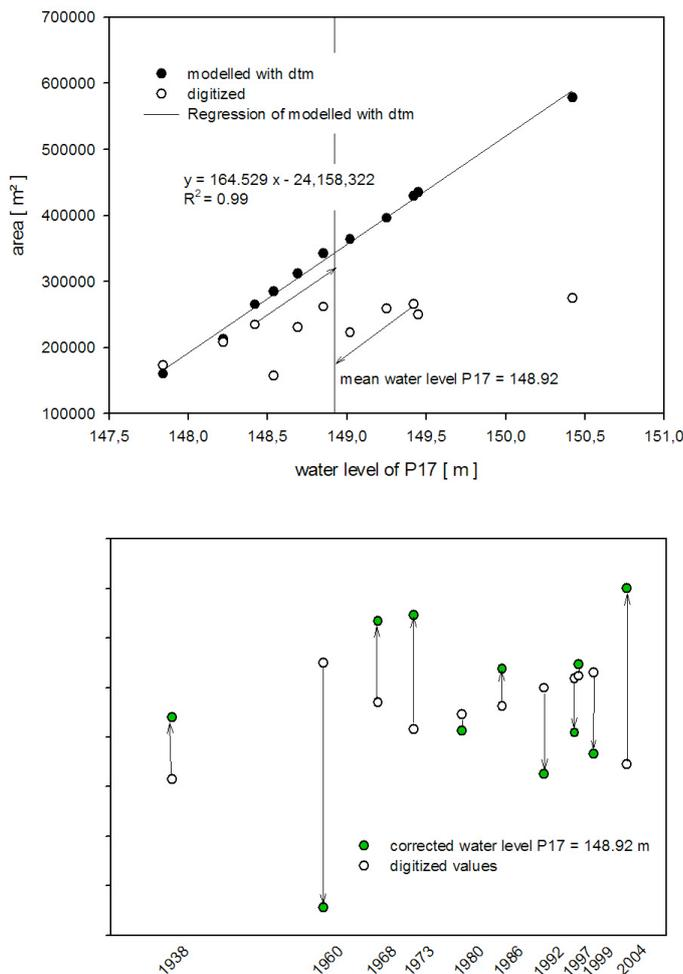 700000
600000
500000
400000
300000
200000
100000
area [ m² ]
modelled with dtm
digitized
Regression of modelled with dtm
y = 164.529 x - 24,158,322
R² = 0.99
mean water level P17 = 148.92
147,5 148,0 148,5 149,0 149,5 150,0 150,5 151,0
water level of P17 [ m ]
corrected water level P17 = 148.92 m
digitized values
1938 1960 1968 1973 1980 1986 1992 1997 1999 2004